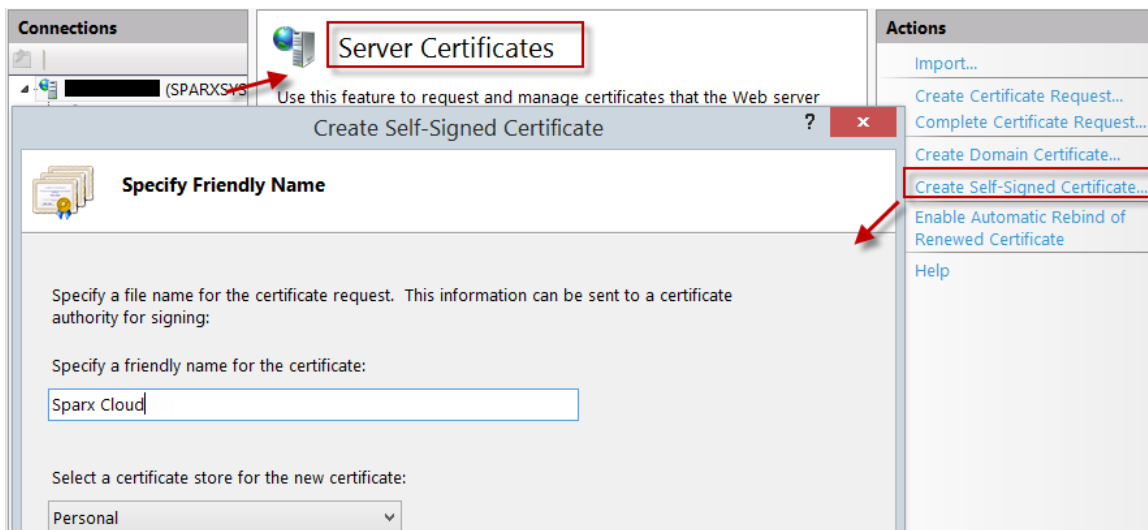 Connections
(SPARXSYS
Server Certificates
Use this feature to request and manage certificates that the Web server
Create Self-Signed Certificate
?
x
Specify Friendly Name
Specify a file name for the certificate request. This information can be sent to a certificate
authority for signing:
Specify a friendly name for the certificate:
Sparx Cloud
Select a certificate store for the new certificate:
Personal
Actions
Import...
Create Certificate Request...
Complete Certificate Request...
Create Domain Certificate...
Create Self-Signed Certificate...
Enable Automatic Rebind of
Renewed Certificate
Help